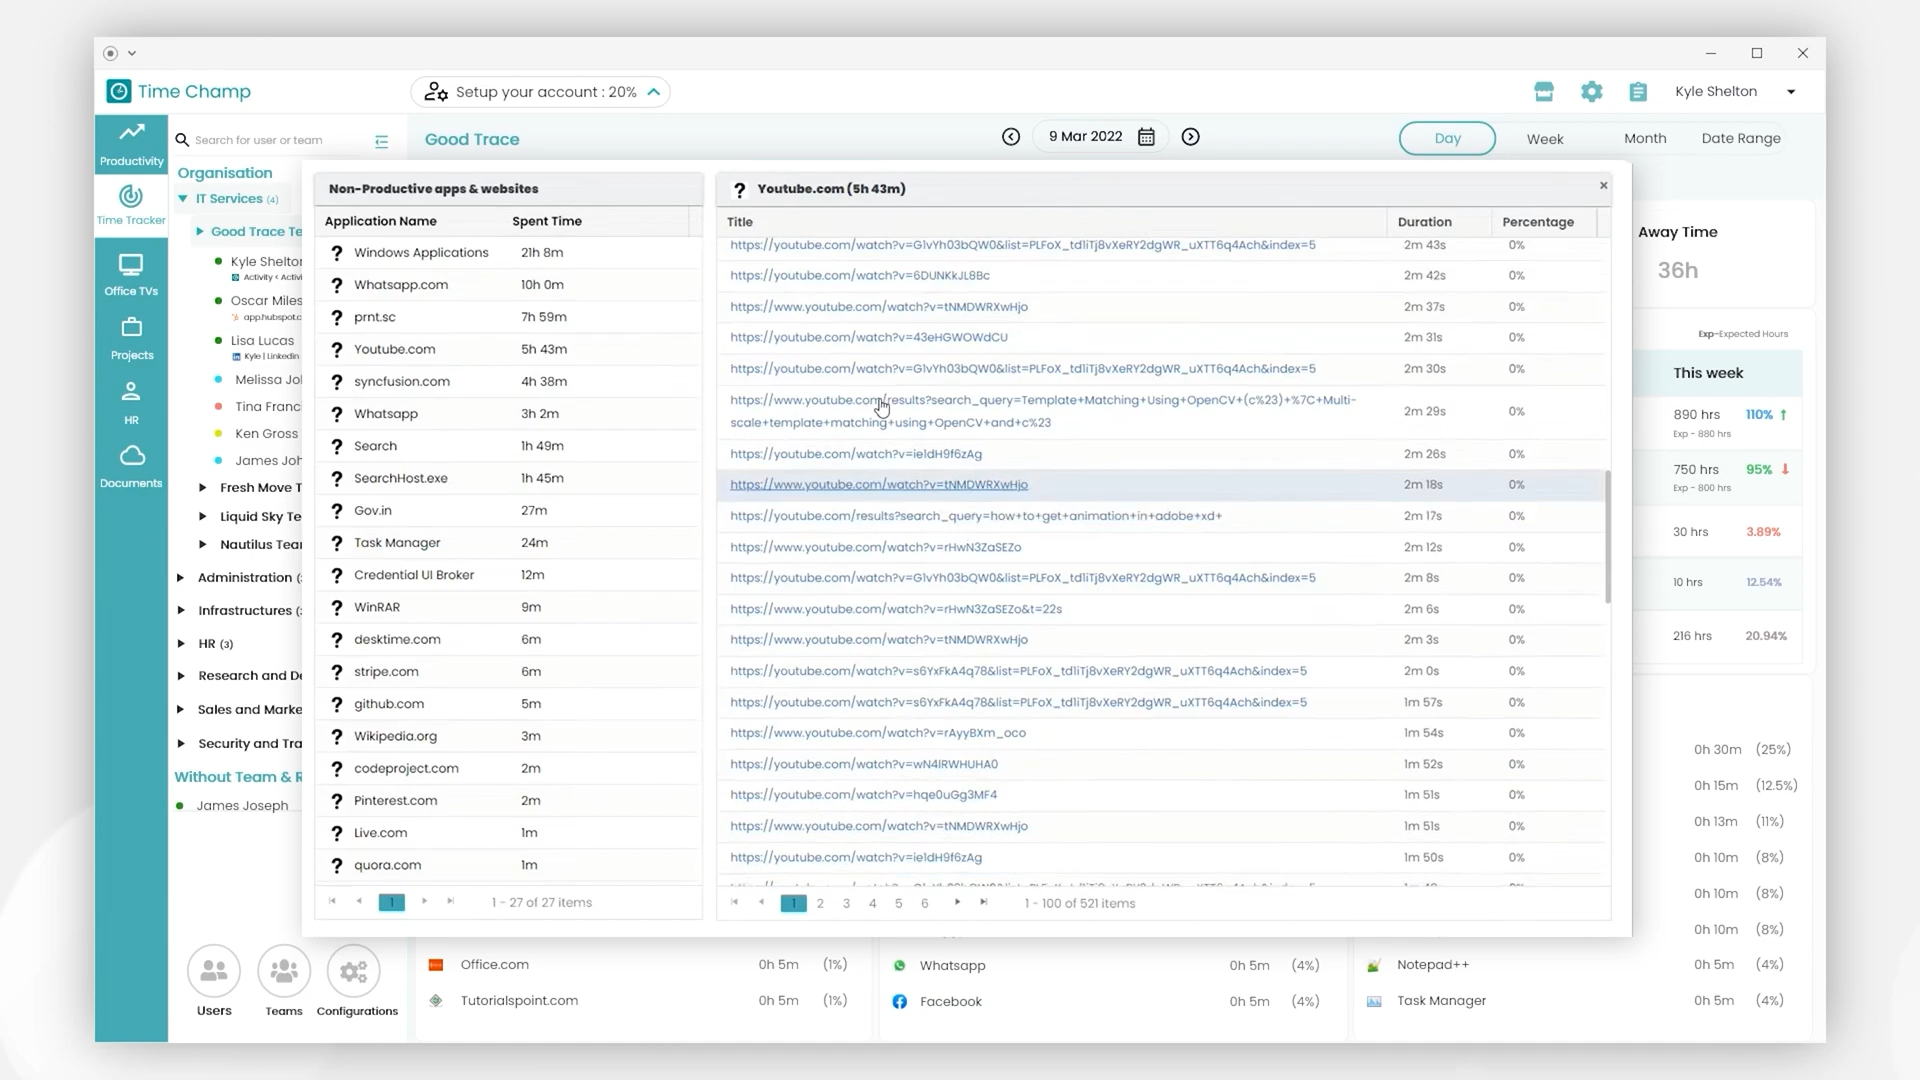 Time Champ
Setup your account : 20%
Kyle Shelton
Productivity
Time Tracker
Office TVs
Projects
HR
Documents
Search for user or team
Organisation
IT Services (4)
Good Trace Te
Kyle Shelton
Activity < Activi
Oscar Miles
app.hubspot.c
Lisa Lucas
Kyle | Linkedin
Melissa Jo
Tina Franc
Ken Gross
James Joh
Fresh Move T
Liquid Sky Te
Nautilus Tear
Administration
Infrastructures
HR (3)
Research and De
Sales and Marke
Security and Tra
Without Team & R
James Joseph
Users
Teams
Configurations
Good Trace
9 Mar 2022
Day
Week
Month
Date Range
Non-Productive apps & websites
Application Name Spent Time
Windows Applications 21h 8m
Whatsapp.com 10h 0m
prnt.sc 7h 59m
Youtube.com 5h 43m
syncfusion.com 4h 38m
Whatsapp 3h 2m
Search 1h 49m
SearchHost.exe 1h 45m
Gov.in 27m
Task Manager 24m
Credential UI Broker 12m
WinRAR 9m
desktime.com 6m
stripe.com 6m
github.com 5m
Wikipedia.org 3m
codeproject.com 2m
Pinterest.com 2m
Live.com 1m
quora.com 1m
1
1 - 27 of 27 items
Youtube.com (5h 43m)
Title Duration Percentage
https://youtube.com/watch?v=G1vYh03bQW0&list=PLFoX_td1iTj8vXeRY2dgWR_uXTT6q4Ach&index=5 2m 43s 0%
https://youtube.com/watch?v=6DUNKkJL8Bc 2m 42s 0%
https://www.youtube.com/watch?v=tNMDWRXwHjo 2m 37s 0%
https://youtube.com/watch?v=43eHGWOWdCU 2m 31s 0%
https://youtube.com/watch?v=G1vYh03bQW0&list=PLFoX_td1iTj8vXeRY2dgWR_uXTT6q4Ach&index=5 2m 30s 0%
https://www.youtube.com/results?search_query=Template+Matching+Using+OpenCV+(c%23)+%7C+Multi-
scale+template+matching+using+OpenCV+and+c%23 2m 29s 0%
https://youtube.com/watch?v=ie1dH9f6zAg 2m 26s 0%
https://www.youtube.com/watch?v=tNMDWRXwHjo 2m 18s 0%
https://youtube.com/results?search_query=how+to+get+animation+in+adobe+xd+ 2m 17s 0%
https://youtube.com/watch?v=rHwN3ZaSEZo 2m 12s 0%
https://youtube.com/watch?v=G1vYh03bQW0&list=PLFoX_td1iTj8vXeRY2dgWR_uXTT6q4Ach&index=5 2m 8s 0%
https://youtube.com/watch?v=rHwN3ZaSEZo&t=22s 2m 6s 0%
https://www.youtube.com/watch?v=tNMDWRXwHjo 2m 3s 0%
https://youtube.com/watch?v=s6YxFkA4q78&list=PLFoX_td1iTj8vXeRY2dgWR_uXTT6q4Ach&index=5 2m 0s 0%
https://youtube.com/watch?v=s6YxFkA4q78&list=PLFoX_td1iTj8vXeRY2dgWR_uXTT6q4Ach&index=5 1m 57s 0%
https://www.youtube.com/watch?v=rAyyBXm_oco 1m 54s 0%
https://youtube.com/watch?v=wN4lRWHUHA0 1m 52s 0%
https://youtube.com/watch?v=hqe0uGg3MF4 1m 51s 0%
https://www.youtube.com/watch?v=tNMDWRXwHjo 1m 51s 0%
https://youtube.com/watch?v=ie1dH9f6zAg 1m 50s 0%
1 2 3 4 5 6
1 - 100 of 521 items
Away Time
36h
Exp-Expected Hours
This week
890 hrs 110%
Exp - 880 hrs
750 hrs 95%
Exp - 800 hrs
30 hrs 3.89%
10 hrs 12.54%
216 hrs 20.94%
0h 30m (25%)
0h 15m (12.5%)
0h 13m (11%)
0h 10m (8%)
0h 10m (8%)
0h 10m (8%)
Office.com 0h 5m (1%)
Whatsapp 0h 5m (4%)
Notepad++ 0h 5m (4%)
Tutorialspoint.com 0h 5m (1%)
Facebook 0h 5m (4%)
Task Manager 0h 5m (4%)